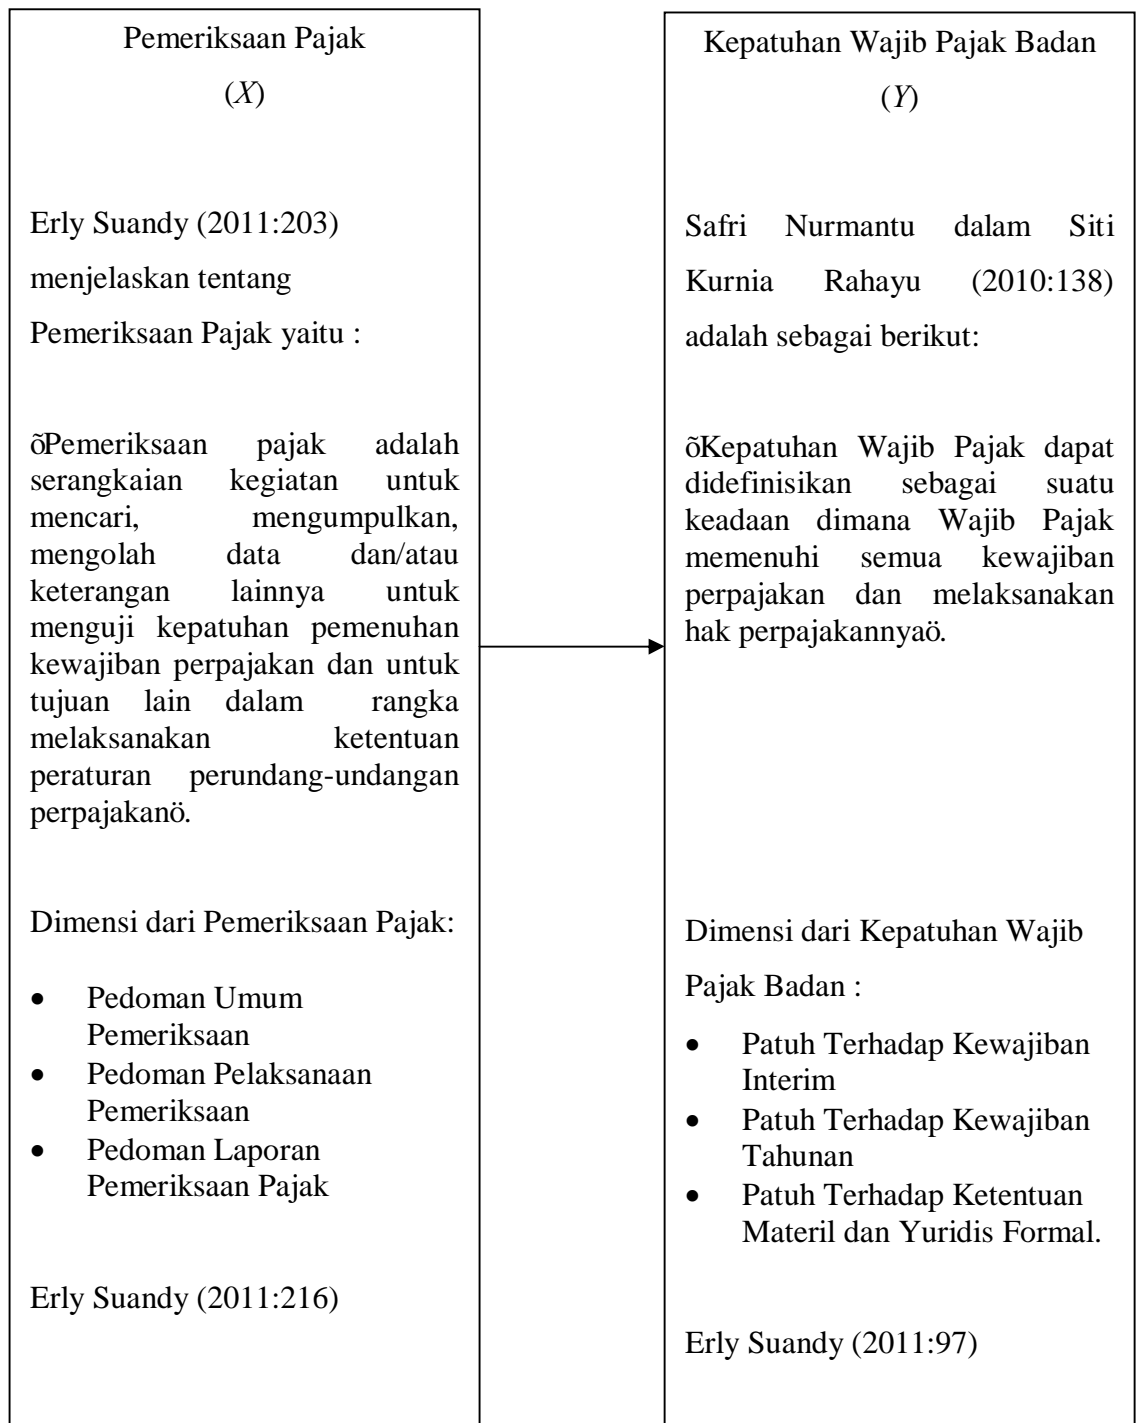 Pemeriksaan Pajak
(X)
Erly Suandy (2011:203)
menjelaskan tentang
Pemeriksaan Pajak yaitu :
õPemeriksaan pajak adalah
serangkaian kegiatan untuk
mencari, mengumpulkan,
mengolah data dan/atau
keterangan lainnya untuk
menguji kepatuhan pemenuhan
kewajiban perpajakan dan untuk
tujuan lain dalam rangka
melaksanakan ketentuan
peraturan perundang-undangan
perpajakanö.
Dimensi dari Pemeriksaan Pajak:
• Pedoman Umum
Pemeriksaan
• Pedoman Pelaksanaan
Pemeriksaan
• Pedoman Laporan
Pemeriksaan Pajak
Erly Suandy (2011:216)
Kepatuhan Wajib Pajak Badan
(Y)
Safri Nurmantu dalam Siti
Kurnia Rahayu (2010:138)
adalah sebagai berikut:
õKepatuhan Wajib Pajak dapat
didefinisikan sebagai suatu
keadaan dimana Wajib Pajak
memenuhi semua kewajiban
perpajakan dan melaksanakan
hak perpajakannyaö.
Dimensi dari Kepatuhan Wajib
Pajak Badan :
• Patuh Terhadap Kewajiban
Interim
• Patuh Terhadap Kewajiban
Tahunan
• Patuh Terhadap Ketentuan
Materil dan Yuridis Formal.
Erly Suandy (2011:97)